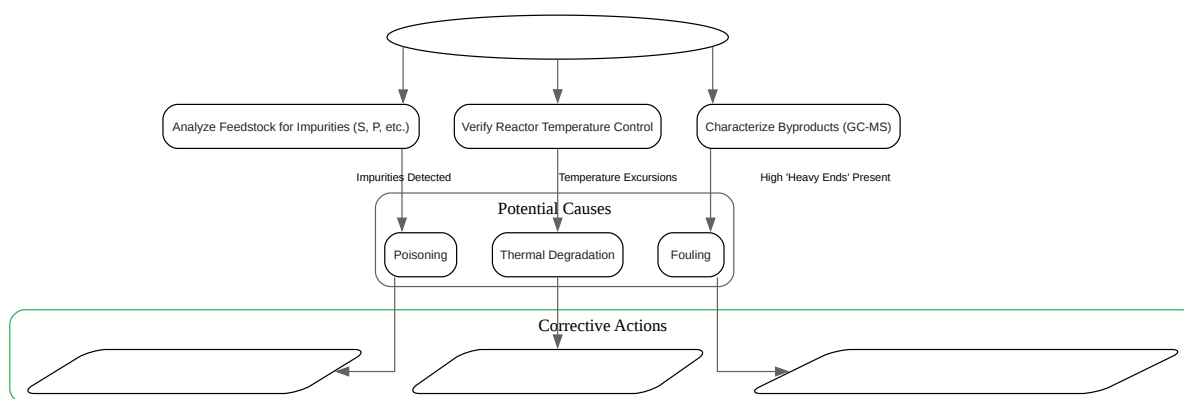 Analyze Feedstock for Impurities (S, P, etc.)
Verify Reactor Temperature Control
Characterize Byproducts (GC-MS)
Impurities Detected
Temperature Excursions
High 'Heavy Ends' Present
Potential Causes
Poisoning
Thermal Degradation
Fouling
Corrective Actions